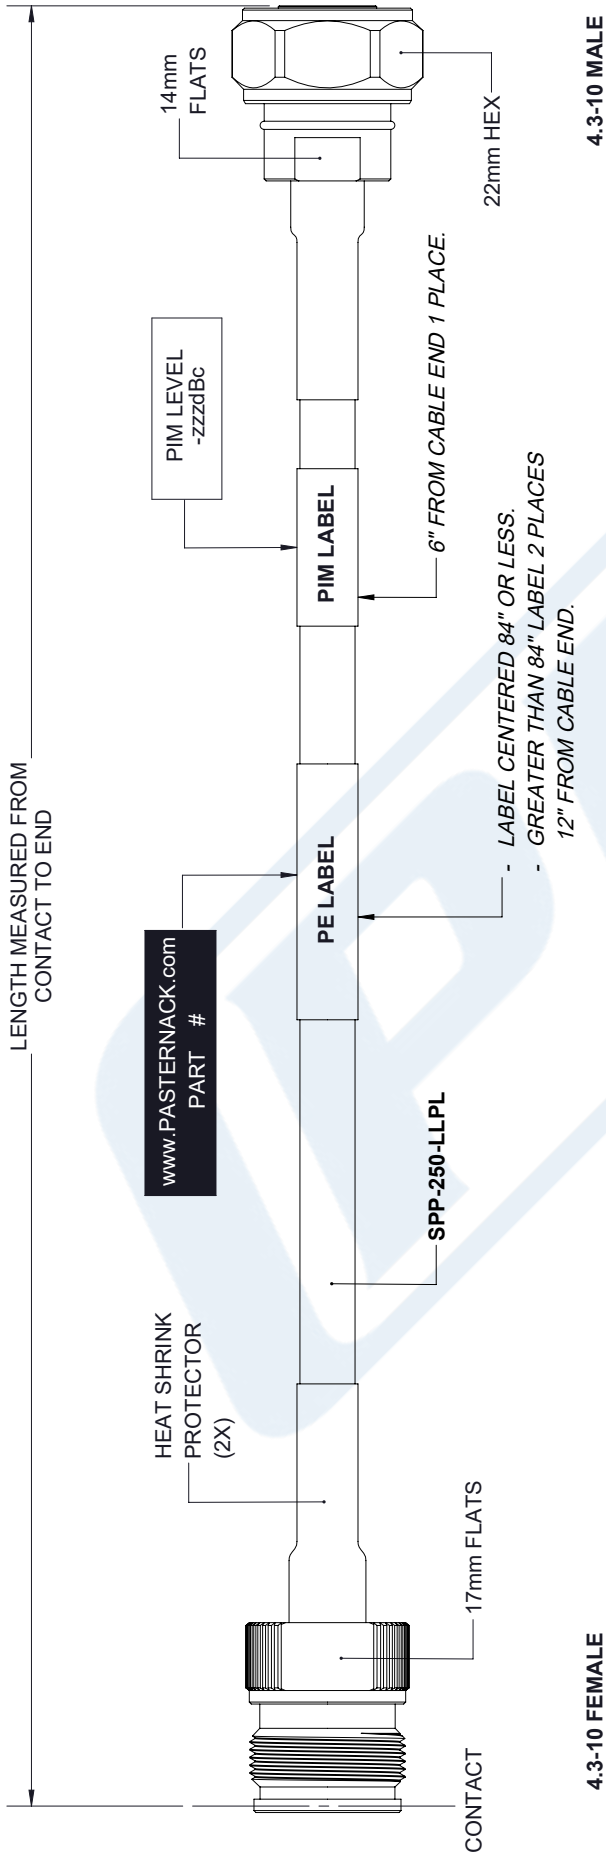 LENGTH MEASURED FROM
CONTACT TO END
HEAT SHRINK
PROTECTOR
(2X)
www.PASTERNACK.com
PART #
PIM LEVEL
-zzzdBc
14mm
FLATS
PE LABEL
PIM LABEL
CONTACT
17mm FLATS
SPP-250-LLPL
- LABEL CENTERED 84" OR LESS.
- GREATER THAN 84" LABEL 2 PLACES
12" FROM CABLE END.
6" FROM CABLE END 1 PLACE.
22mm HEX
4.3-10 FEMALE
4.3-10 MALE